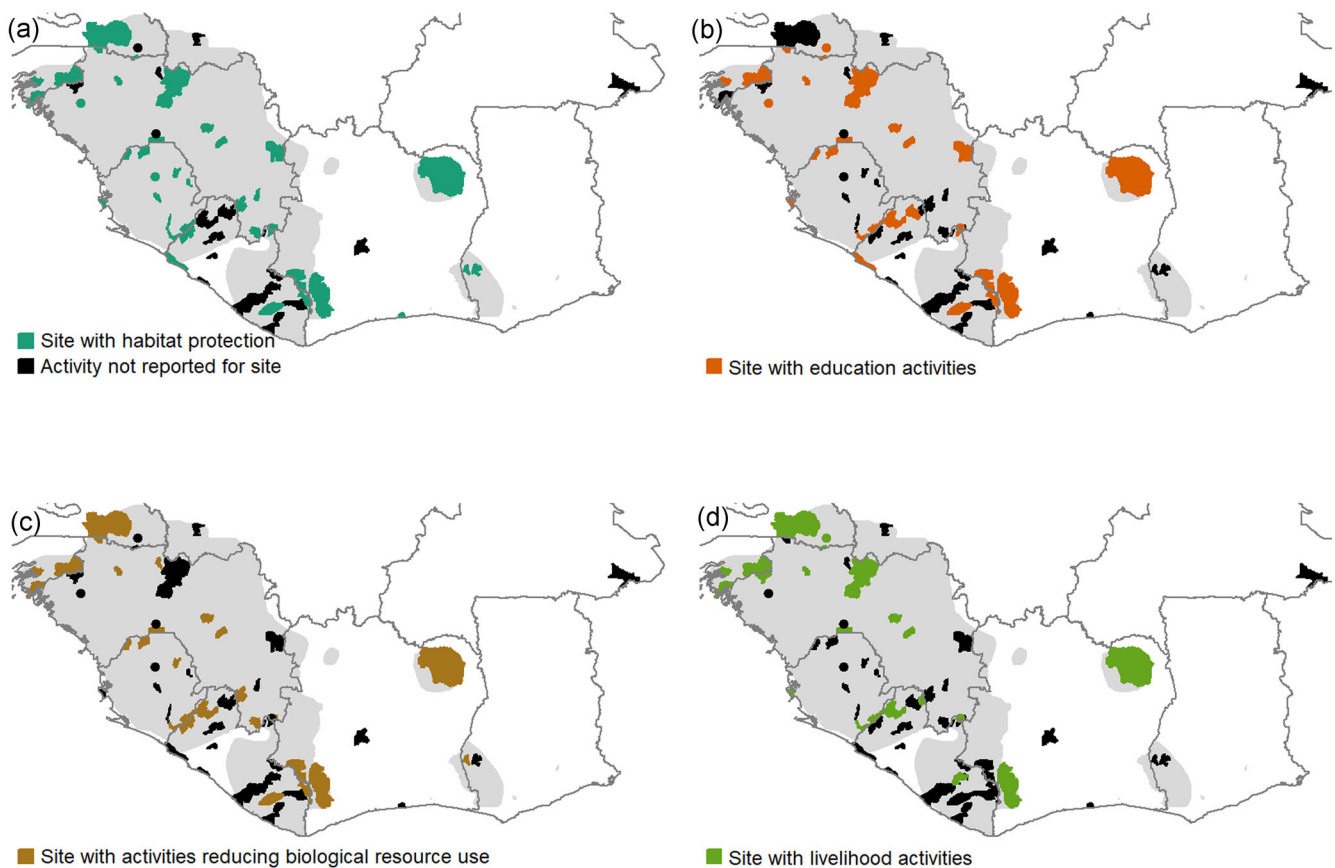 (a)
(b)
Site with habitat protection
Activity not reported for site
Site with education activities
(c)
(d)
Site with activities reducing biological resource use
Site with livelihood activities